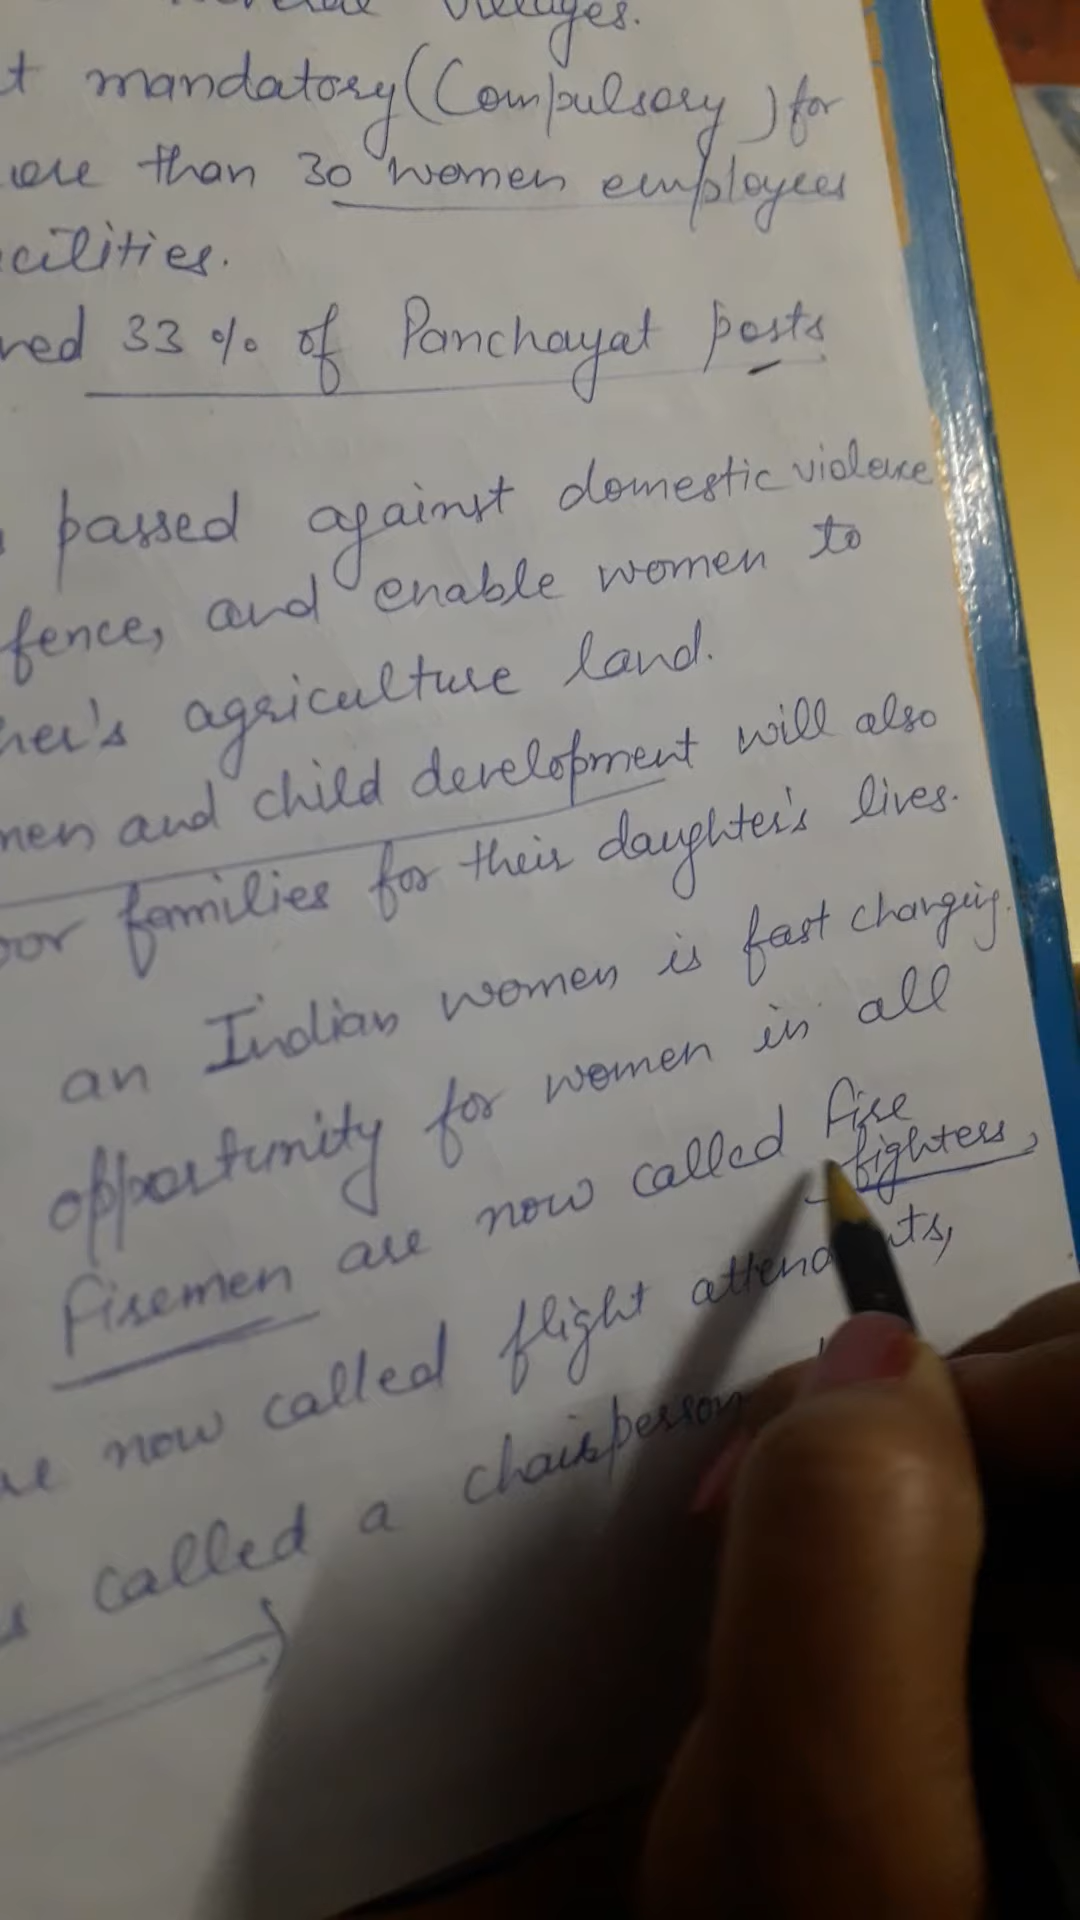 villages.
mandatory (Compulsory) for
than 30 women employees
cilities.
33% of Panchayat posts
passed against domestic violence
fence, and enable women to
her's agriculture land.
men and child development will also
oor families for their daughter's lives.
an Indian women is fast changing.
opportunity for women in all
Firemen are now called fire
fighters,
now called flight attendants,
called a chairperson